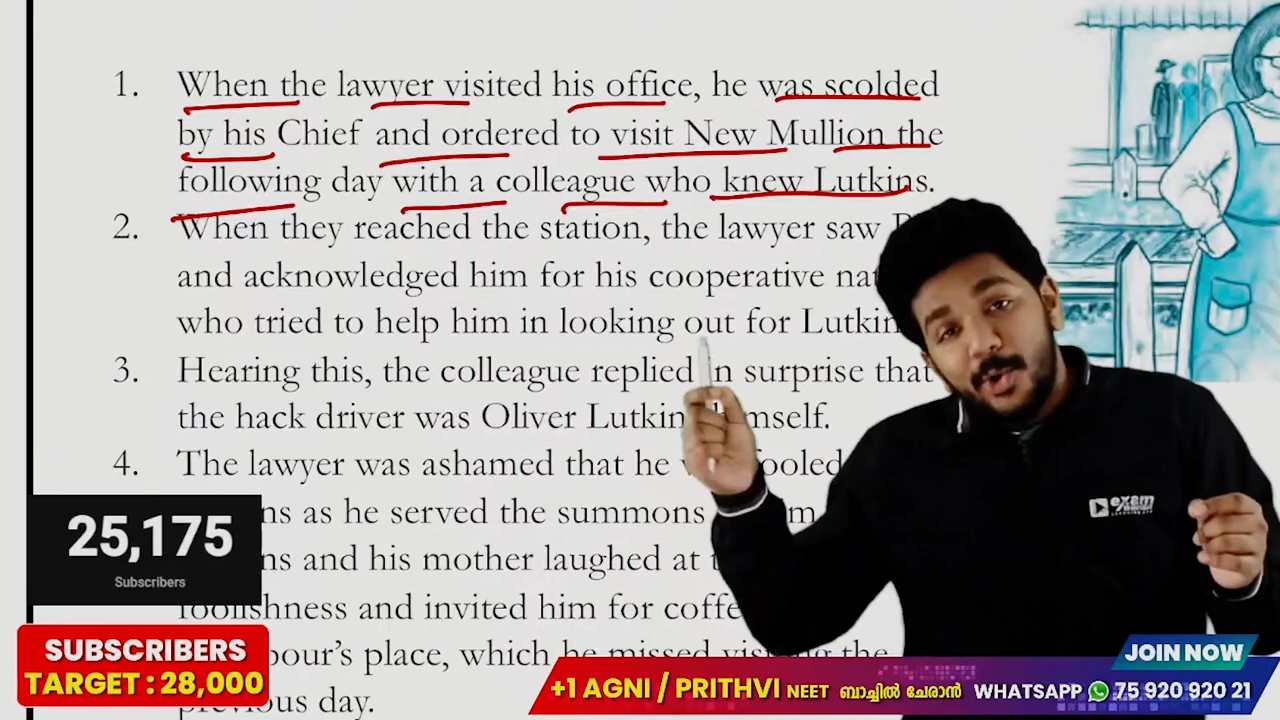 1. When the lawyer visited his office, he was scolded
by his Chief and ordered to visit New Mullion the
following day with a colleague who knew Lutkins.
2. When they reached the station, the lawyer saw
and acknowledged him for his cooperative
who tried to help him in looking out for
3. Hearing this, the colleague replied in surprise that
the hack driver was Oliver Lutkin himself.
4. The lawyer was ashamed that he fooled
as he served the summons
and his mother laughed at
foolishness and invited him for
place, which he missed visiting the
previous day.
25,175
Subscribers
SUBSCRIBERS
TARGET : 28,000
exam
JOIN NOW
+1 AGNI / PRITHVI NEET ബാച്ചിൽ ചേരാൻ WHATSAPP 75 920 920 21